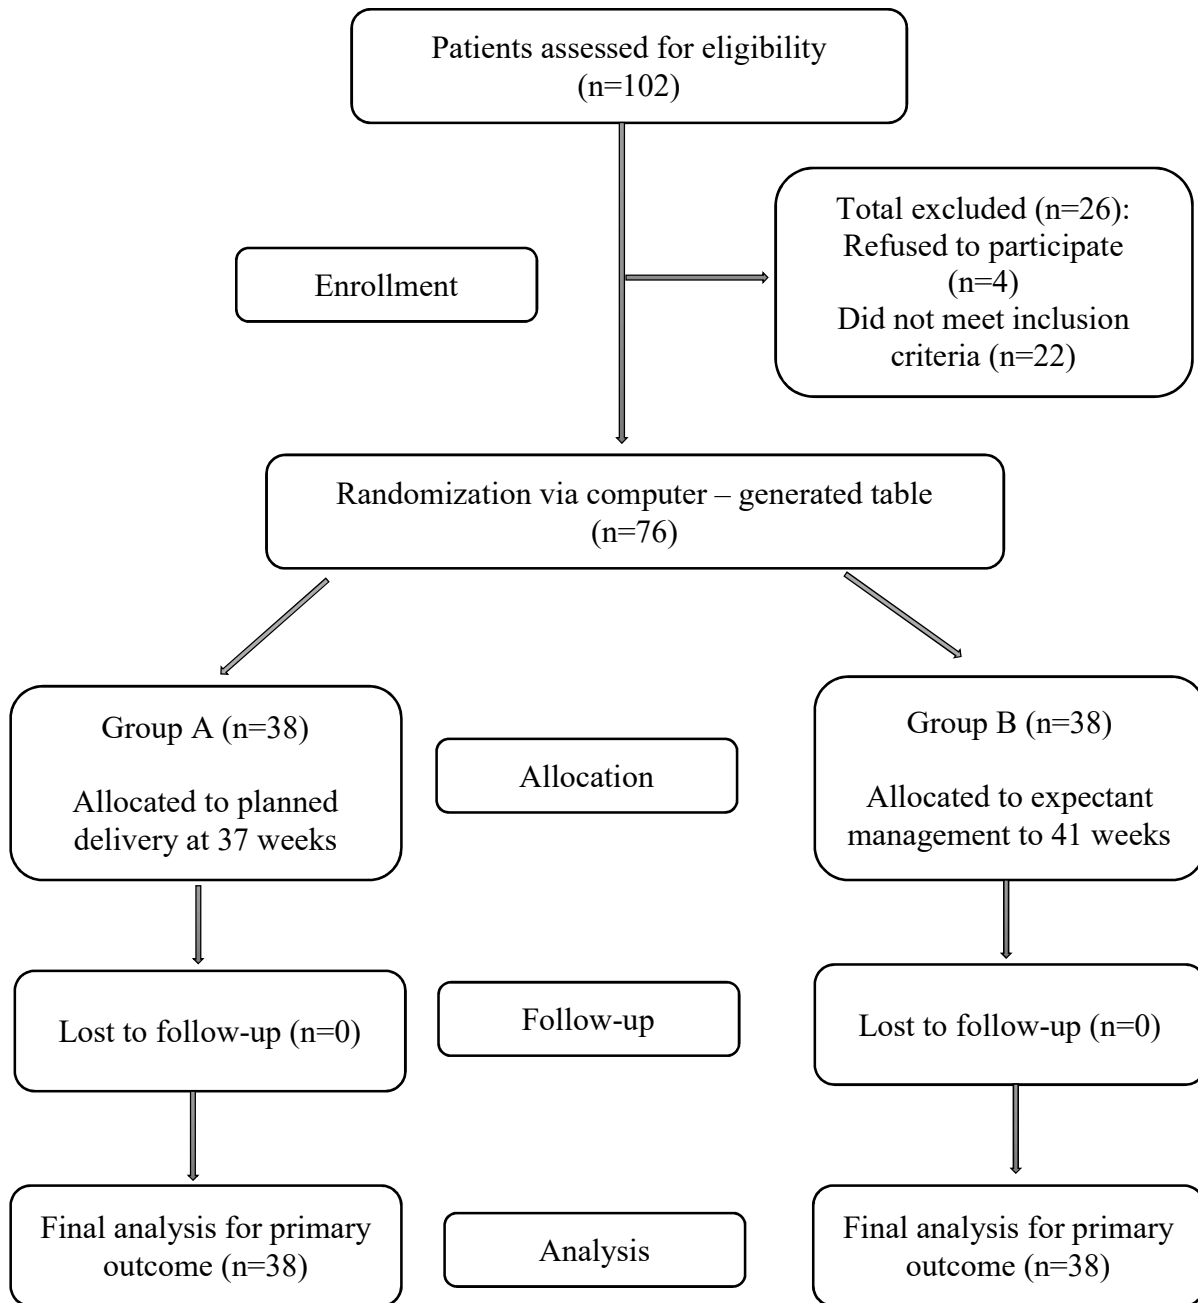 Patients assessed for eligibility
(n=102)
Total excluded (n=26):
Refused to participate
(n=4)
Did not meet inclusion
criteria (n=22)
Enrollment
Randomization via computer – generated table
(n=76)
Group A (n=38)
Allocated to planned
delivery at 37 weeks
Allocation
Group B (n=38)
Allocated to expectant
management to 41 weeks
Lost to follow-up (n=0)
Follow-up
Lost to follow-up (n=0)
Final analysis for primary
outcome (n=38)
Analysis
Final analysis for primary
outcome (n=38)